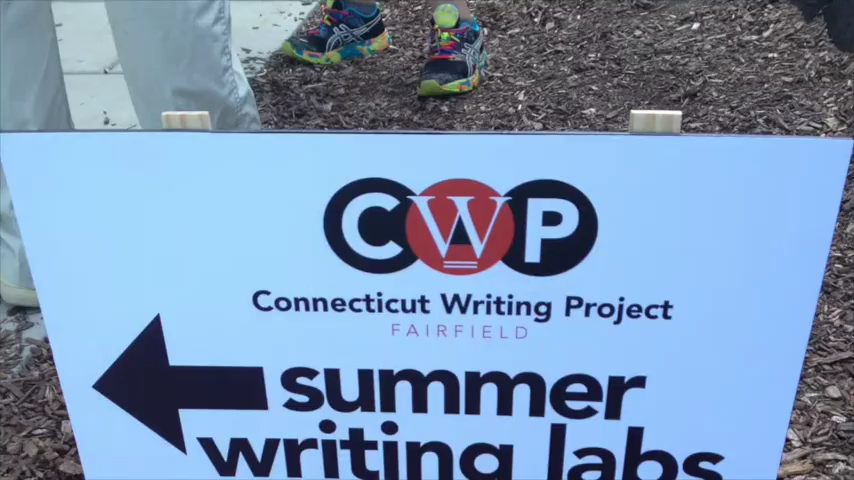 CWP
Connecticut Writing Project
FAIRFIELD
summer
writing labs